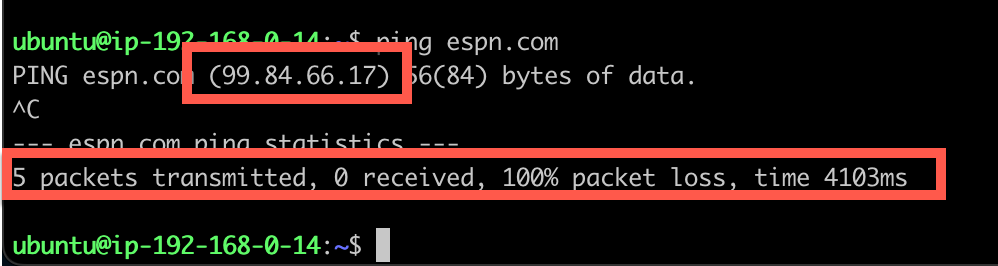 ubuntu@ip-192-168-0-14:~$ ping espn.com
PING espn.com (99.84.66.17) 56(84) bytes of data.
^C
--- espn.com ping statistics ---
5 packets transmitted, 0 received, 100% packet loss, time 4103ms
ubuntu@ip-192-168-0-14:~$